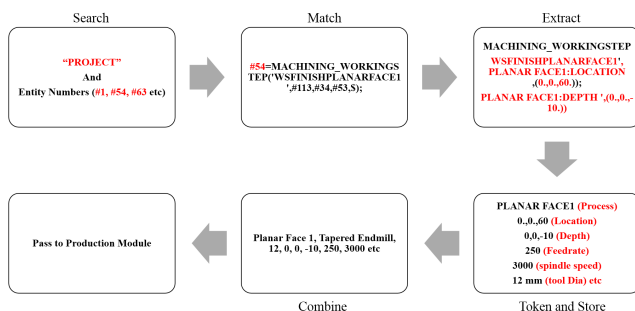 Search
Match
Extract
“PROJECT”
And
Entity Numbers (#1, #54, #63 etc)
#54=MACHINING_WORKINGS
TEP('WSFINISHPLANARFACE1
',#113,#34,#53,$);
MACHINING_WORKINGSTEP
WSFINISHPLANARFACE1',
PLANAR FACE1:LOCATION
,(0.,0.,60.));
PLANAR FACE1:DEPTH ',(0.,0.,-
10.))
Pass to Production Module
Planar Face 1, Tapered Endmill,
12, 0, 0, -10, 250, 3000 etc
PLANAR FACE1 (Process)
0.,0.,60 (Location)
0,0,-10 (Depth)
250 (Feedrate)
3000 (spindle speed)
12 mm (tool Dia) etc
Combine
Token and Store